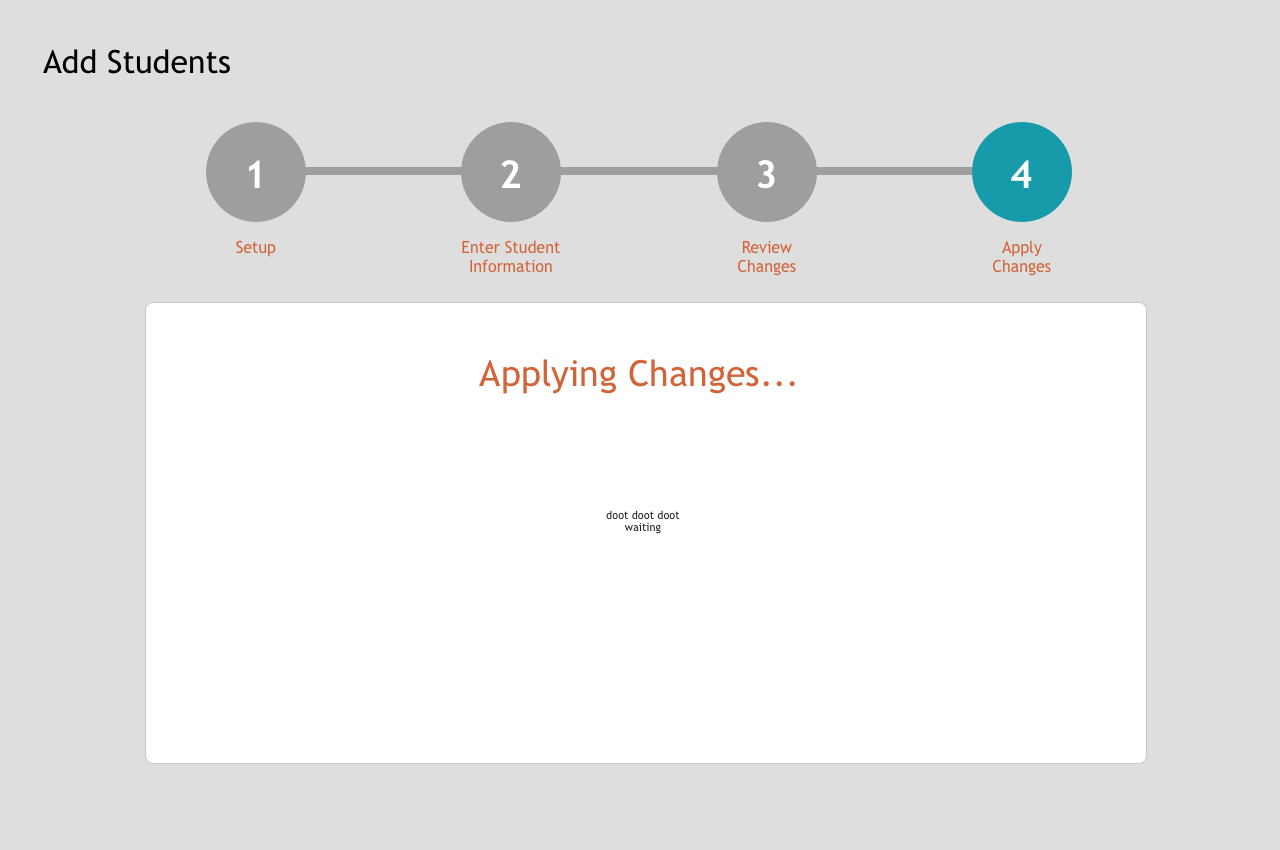 Add Students
1
2
3
4
Setup
Enter Student
Information
Review
Changes
Apply
Changes
Applying Changes...
doot doot doot
waiting